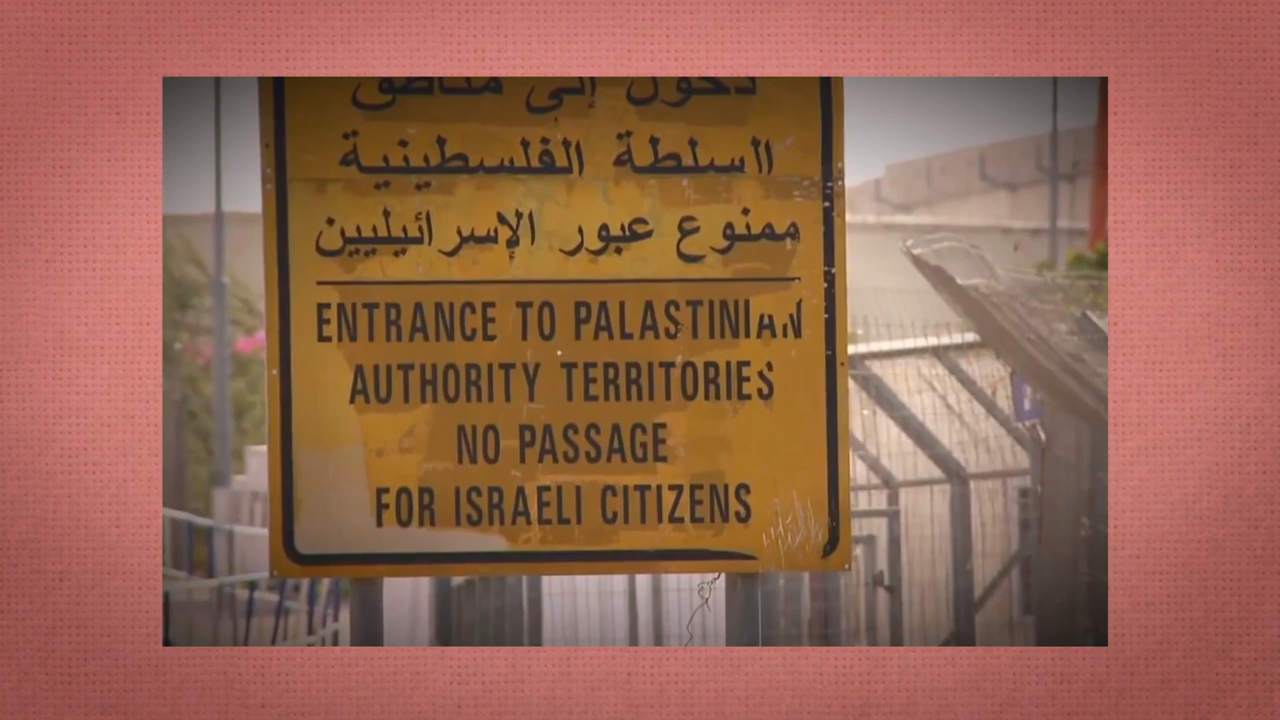 دخول إلى مناطق
السلطة الفلسطينية
ممنوع عبور الإسرائيليين
ENTRANCE TO PALASTINIAN
AUTHORITY TERRITORIES
NO PASSAGE
FOR ISRAELI CITIZENS